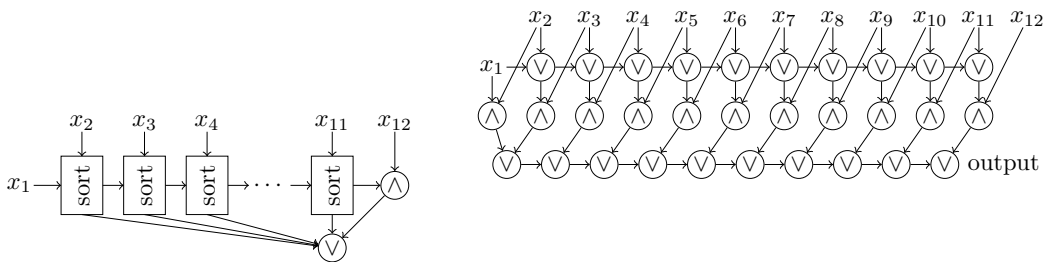 x₂ x₃ x₄ x₁₁ x₁₂
x₁ sort sort sort ⋯ sort ∧
∨
x₂ x₃ x₄ x₅ x₆ x₇ x₈ x₉ x₁₀ x₁₁ x₁₂
x₁ ∨ ∨ ∨ ∨ ∨ ∨ ∨ ∨ ∨ ∨
∧ ∧ ∧ ∧ ∧ ∧ ∧ ∧ ∧ ∧ ∧
∨ ∨ ∨ ∨ ∨ ∨ ∨ ∨ ∨ ∨ output